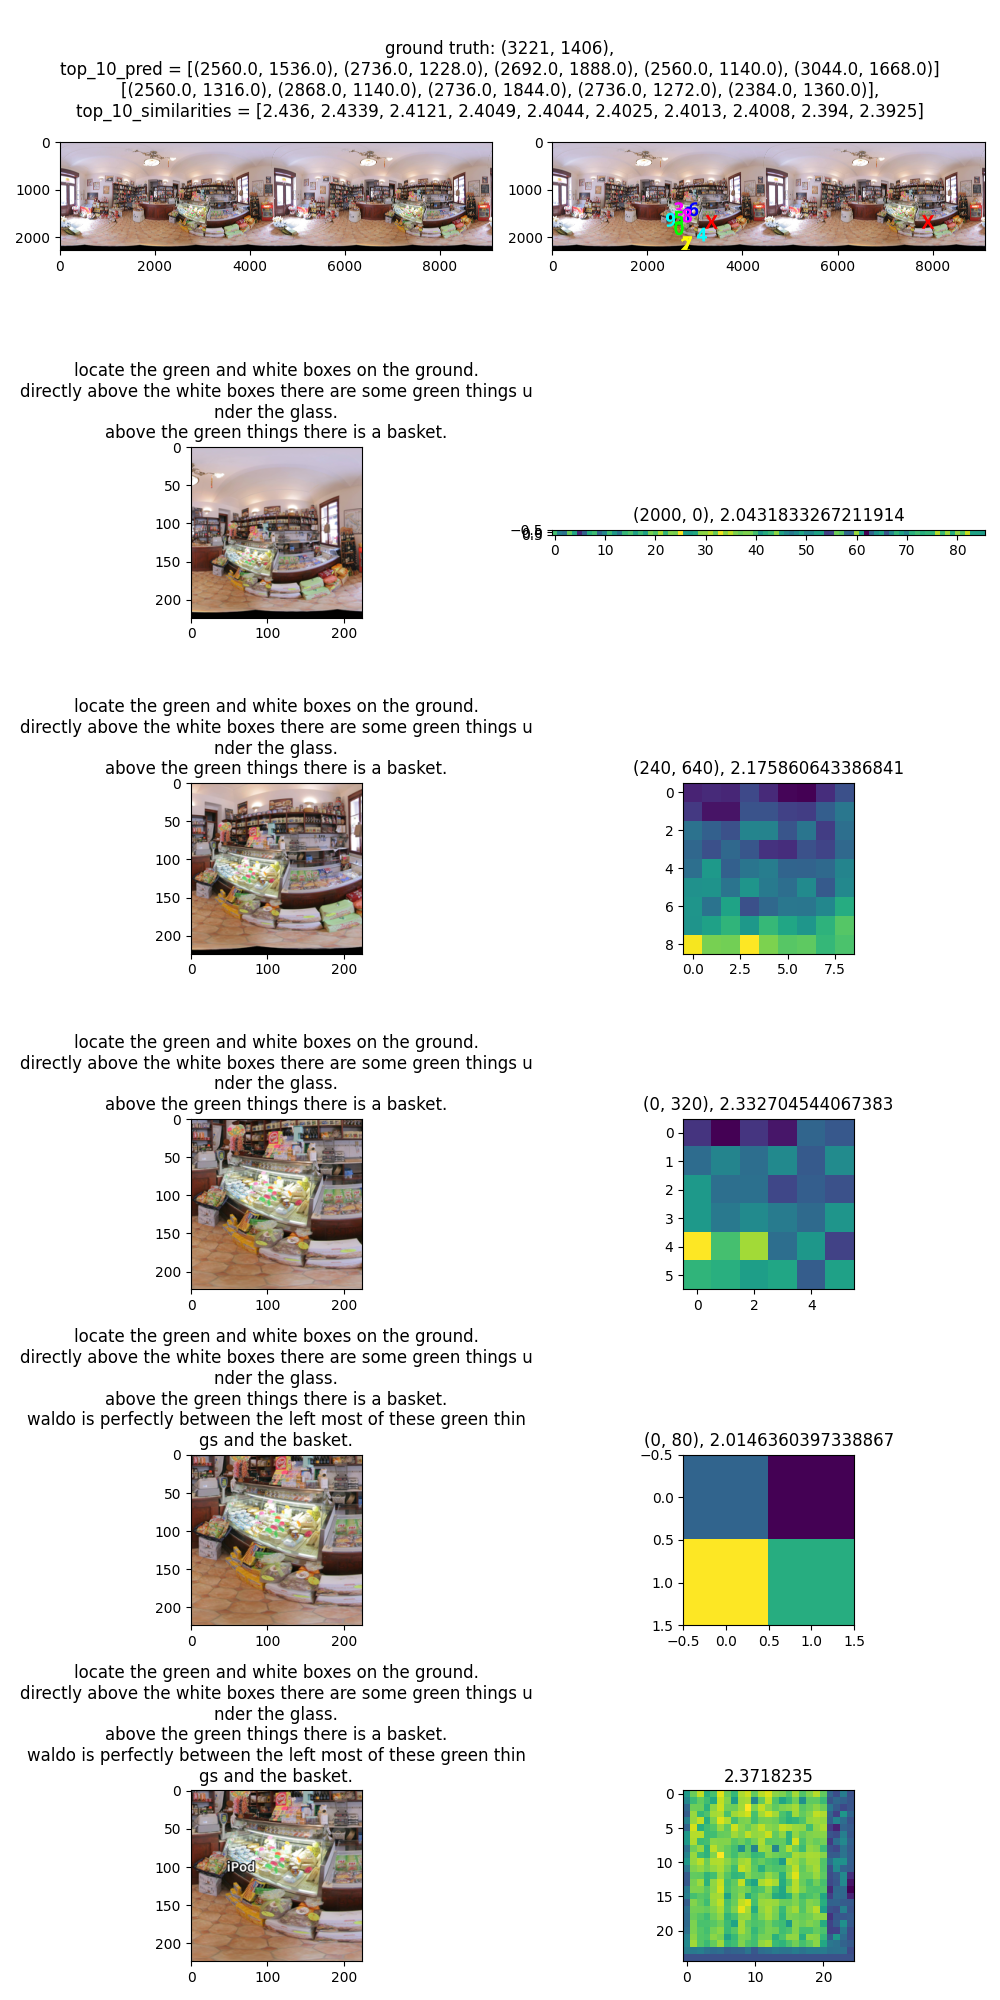 ground truth: (3221, 1406),
top_10_pred = [(2560.0, 1536.0), (2736.0, 1228.0), (2692.0, 1888.0), (2560.0, 1140.0), (3044.0, 1668.0)]
[(2560.0, 1316.0), (2868.0, 1140.0), (2736.0, 1844.0), (2736.0, 1272.0), (2384.0, 1360.0)],
top_10_similarities = [2.436, 2.4339, 2.4121, 2.4049, 2.4044, 2.4025, 2.4013, 2.4008, 2.394, 2.3925]
0 0
1000 1000
2000 2000
0 2000 4000 6000 8000 0 2000 4000 6000 8000
6 9 4 7 X X
locate the green and white boxes on the ground.
directly above the white boxes there are some green things u
nder the glass.
above the green things there is a basket.
0
50
100
150
200
0 100 200
(2000, 0), 2.0431833267211914
−0.5
0.5
0 10 20 30 40 50 60 70 80
locate the green and white boxes on the ground.
directly above the white boxes there are some green things u
nder the glass.
above the green things there is a basket.
0
50
100
150
200
0 100 200
(240, 640), 2.175860643386841
0
2
4
6
8
0.0 2.5 5.0 7.5
locate the green and white boxes on the ground.
directly above the white boxes there are some green things u
nder the glass.
above the green things there is a basket.
0
50
100
150
200
0 100 200
(0, 320), 2.332704544067383
0
1
2
3
4
5
0 2 4
locate the green and white boxes on the ground.
directly above the white boxes there are some green things u
nder the glass.
above the green things there is a basket.
waldo is perfectly between the left most of these green thin
gs and the basket.
0
50
100
150
200
0 100 200
(0, 80), 2.0146360397338867
−0.5
0.0
0.5
1.0
1.5
−0.5 0.0 0.5 1.0 1.5
locate the green and white boxes on the ground.
directly above the white boxes there are some green things u
nder the glass.
above the green things there is a basket.
waldo is perfectly between the left most of these green thin
gs and the basket.
0
50
100
150
200
0 100 200
iPod
2.3718235
0
5
10
15
20
0 10 20